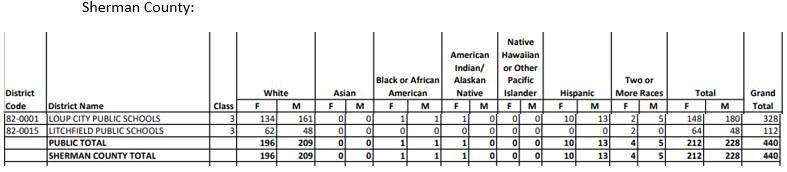 Sherman County:
Native
American Hawaiian
Indian/ or Other
Black or African Alaskan Pacific Two or
District White Asian American Native Islander Hispanic More Races Total Grand
Code District Name Class F M F M F M F M F M F M F M F M Total
82-0001 LOUP CITY PUBLIC SCHOOLS 3 134 161 0 0 1 1 1 0 0 0 10 13 2 5 148 180 328
82-0015 LITCHFIELD PUBLIC SCHOOLS 3 62 48 0 0 0 0 0 0 0 0 0 0 2 0 64 48 112
PUBLIC TOTAL 196 209 0 0 1 1 1 0 0 0 10 13 4 5 212 228 440
SHERMAN COUNTY TOTAL 196 209 0 0 1 1 1 0 0 0 10 13 4 5 212 228 440